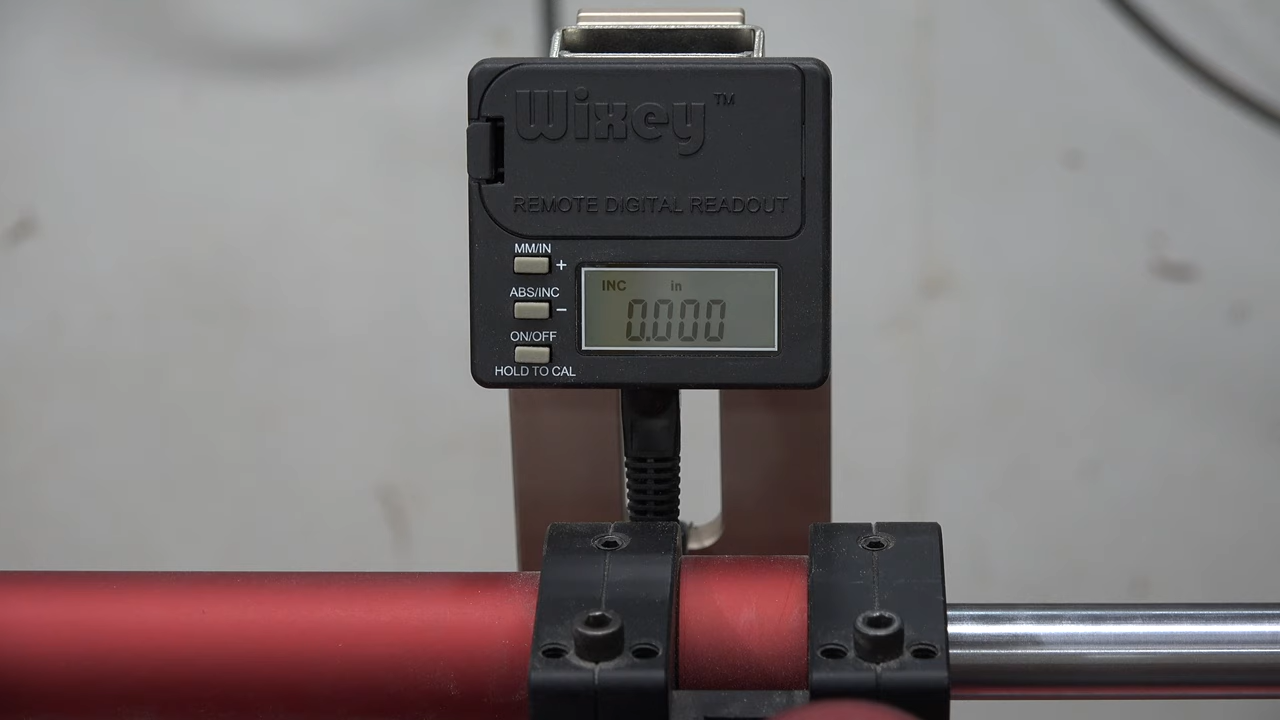 Wixey™
REMOTE DIGITAL READOUT
MM/IN
+
ABS/INC
−
ON/OFF
HOLD TO CAL
INC in
0.000